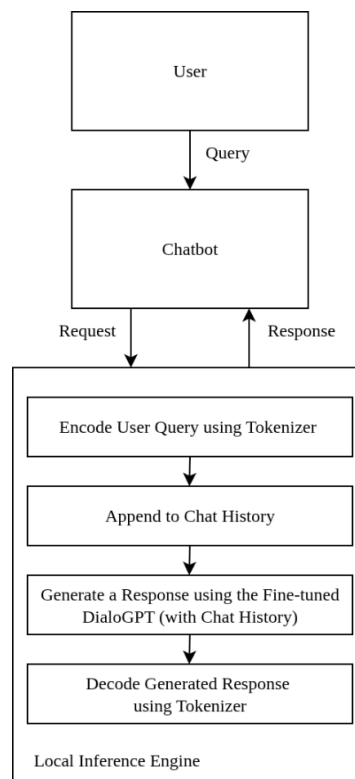 User
Query
Chatbot
Request
Response
Encode User Query using Tokenizer
Append to Chat History
Generate a Response using the Fine-tuned
DialoGPT (with Chat History)
Decode Generated Response
using Tokenizer
Local Inference Engine